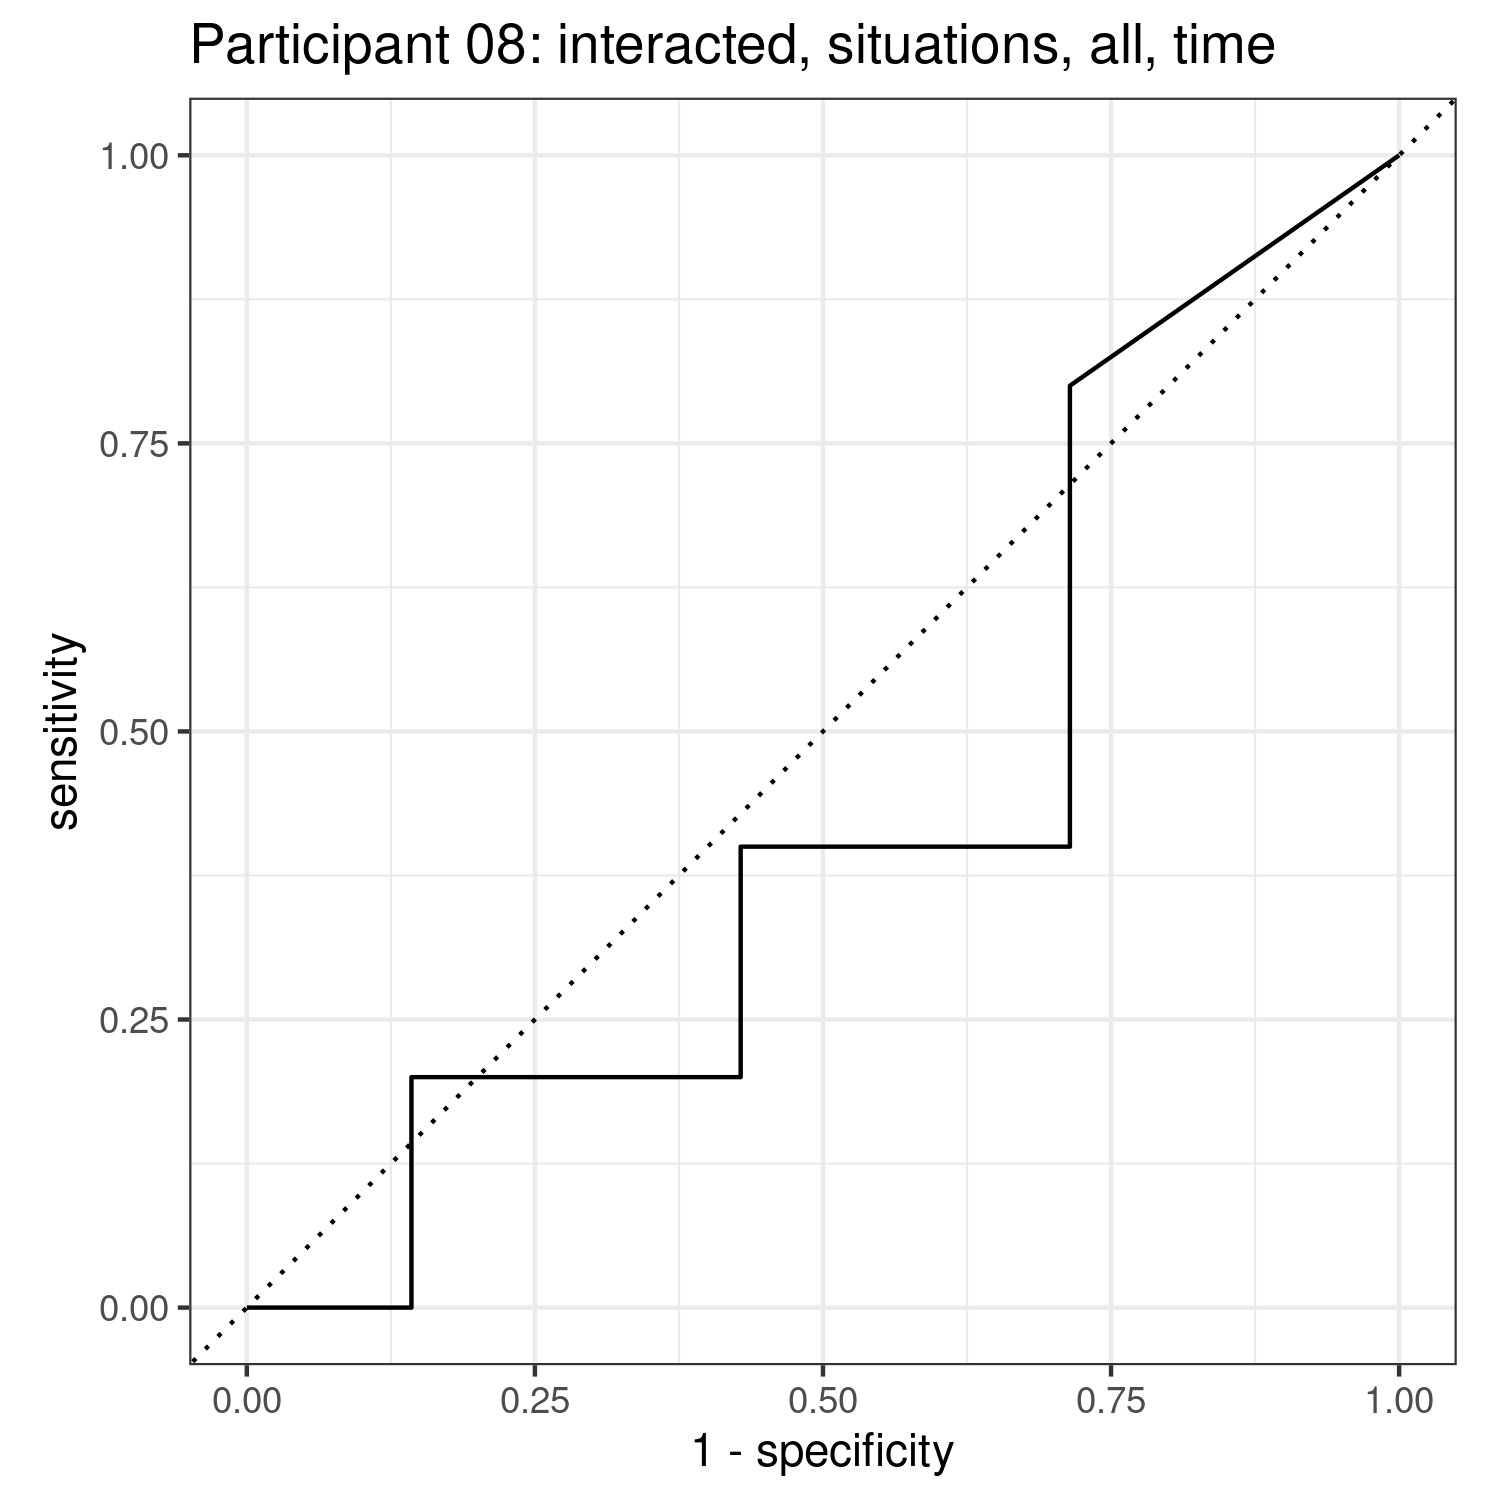 Participant 08: interacted, situations, all, time
1.00
0.75
0.50
0.25
0.00
sensitivity
0.00 0.25 0.50 0.75 1.00
1 - specificity